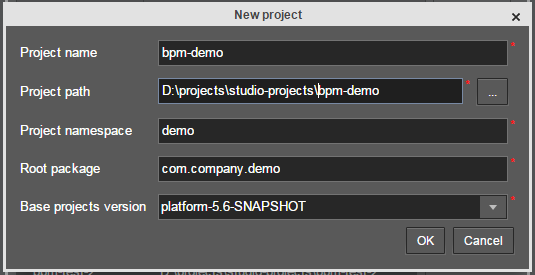 New project
Project name bpm-demo *
Project path D:\projects\studio-projects\bpm-demo * ...
Project namespace demo *
Root package com.company.demo *
Base projects version platform-5.6-SNAPSHOT *
OK Cancel